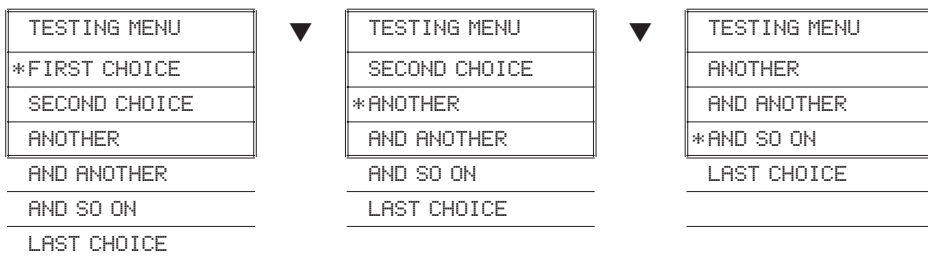 TESTING MENU
*FIRST CHOICE
SECOND CHOICE
ANOTHER
AND ANOTHER
AND SO ON
LAST CHOICE
▼
TESTING MENU
SECOND CHOICE
*ANOTHER
AND ANOTHER
AND SO ON
LAST CHOICE
▼
TESTING MENU
ANOTHER
AND ANOTHER
*AND SO ON
LAST CHOICE